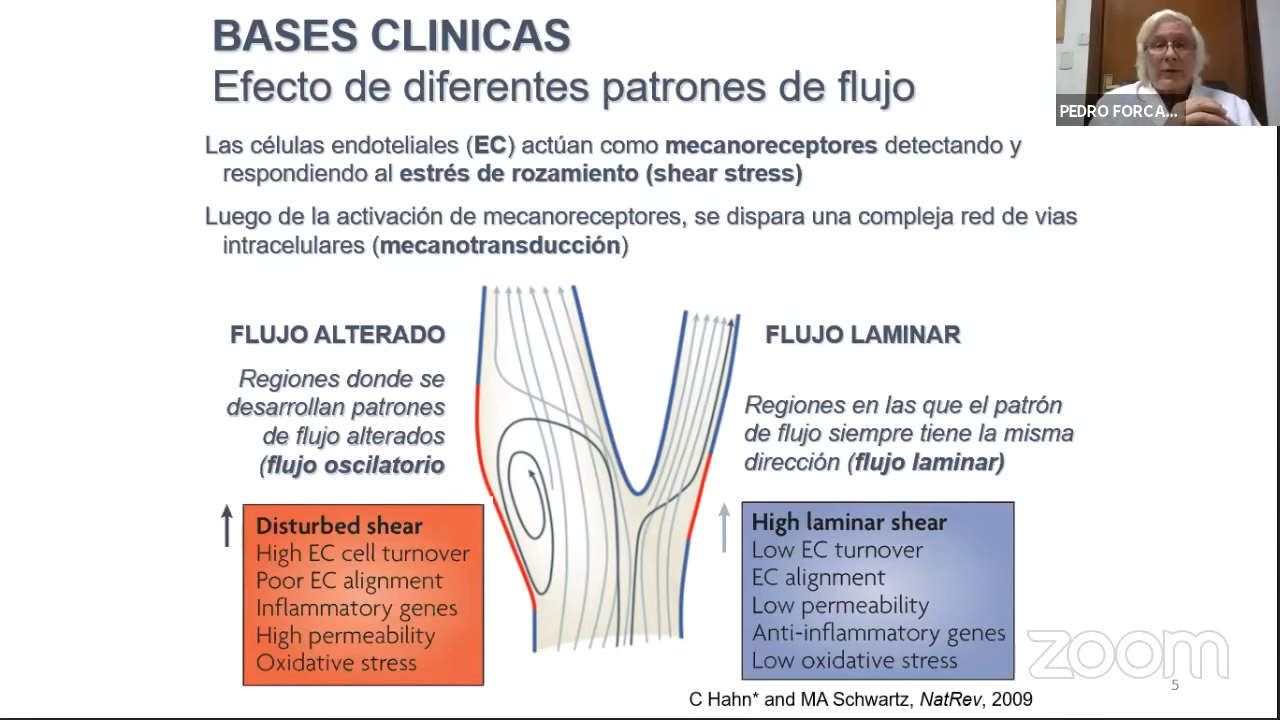 BASES CLINICAS
Efecto de diferentes patrones de flujo
PEDRO FORCA...
Las células endoteliales (EC) actúan como mecanoreceptores detectando y
respondiendo al estrés de rozamiento (shear stress)
Luego de la activación de mecanoreceptores, se dispara una compleja red de vias
intracelulares (mecanotransducción)
FLUJO ALTERADO
Regiones donde se
desarrollan patrones
de flujo alterados
(flujo oscilatorio
Disturbed shear
High EC cell turnover
Poor EC alignment
Inflammatory genes
High permeability
Oxidative stress
FLUJO LAMINAR
Regiones en las que el patrón
de flujo siempre tiene la misma
dirección (flujo laminar)
High laminar shear
Low EC turnover
EC alignment
Low permeability
Anti-inflammatory genes
Low oxidative stress
zoom
5
C Hahn* and MA Schwartz, NatRev, 2009